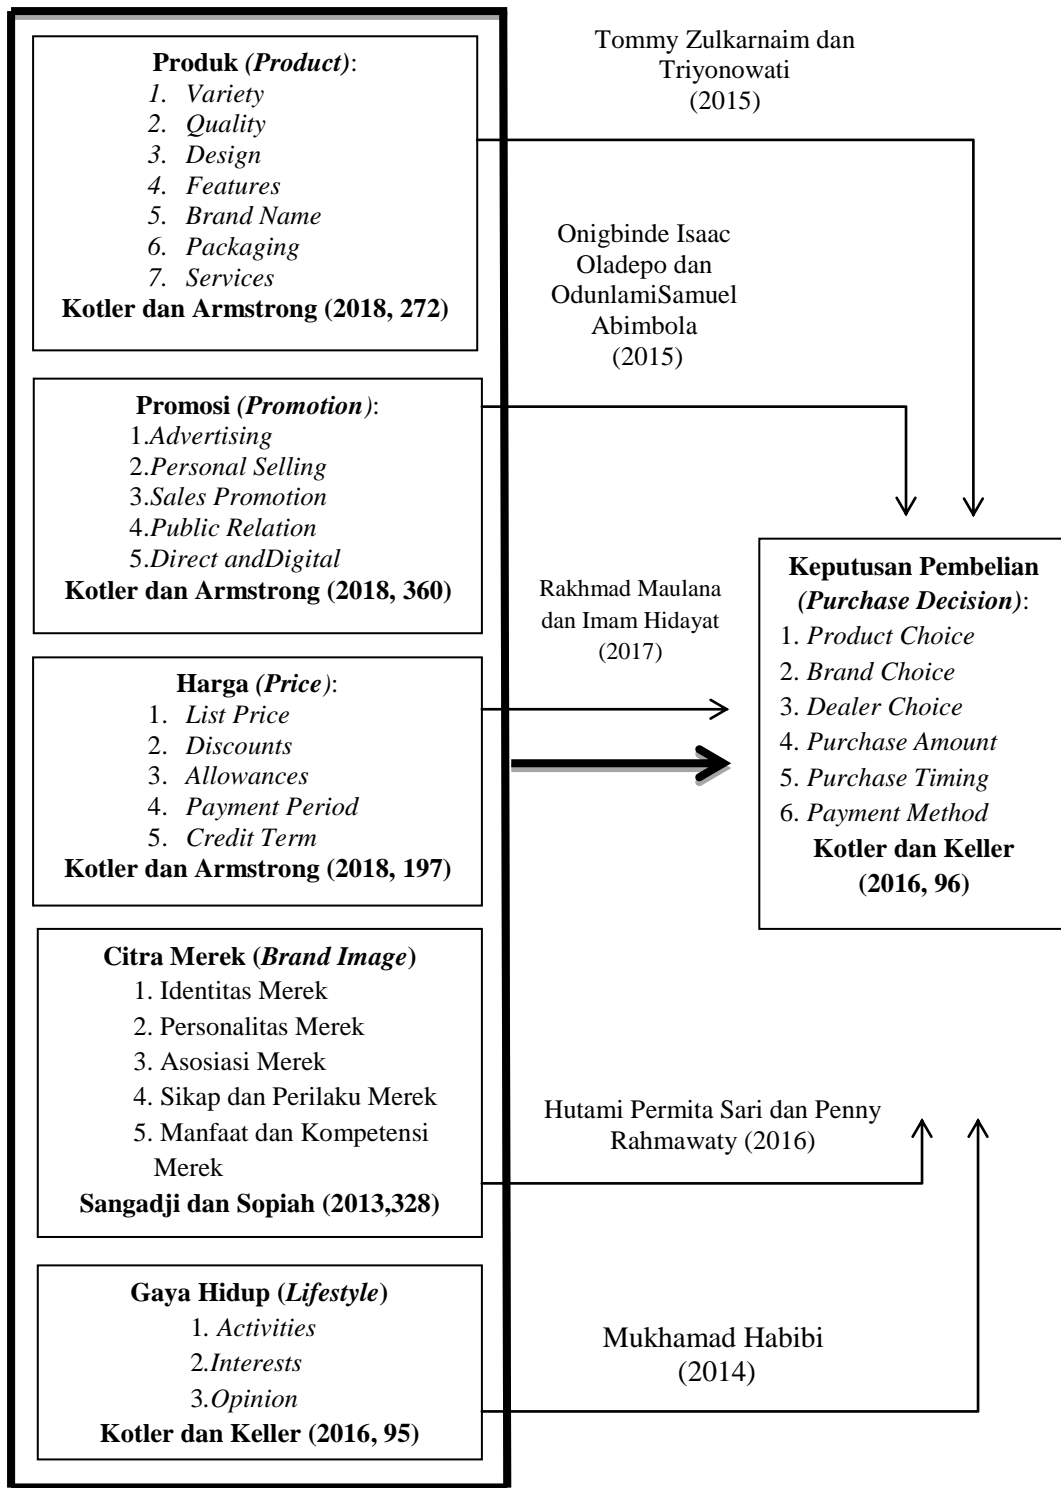 Produk (Product):
1. Variety
2. Quality
3. Design
4. Features
5. Brand Name
6. Packaging
7. Services
Kotler dan Armstrong (2018, 272)
Tommy Zulkarnaim dan
Triyonowati
(2015)
Onigbinde Isaac
Oladepo dan
OdunlamiSamuel
Abimbola
(2015)
Promosi (Promotion):
1.Advertising
2.Personal Selling
3.Sales Promotion
4.Public Relation
5.Direct andDigital
Kotler dan Armstrong (2018, 360)
Rakhmad Maulana
dan Imam Hidayat
(2017)
Harga (Price):
1. List Price
2. Discounts
3. Allowances
4. Payment Period
5. Credit Term
Kotler dan Armstrong (2018, 197)
Keputusan Pembelian
(Purchase Decision):
1. Product Choice
2. Brand Choice
3. Dealer Choice
4. Purchase Amount
5. Purchase Timing
6. Payment Method
Kotler dan Keller
(2016, 96)
Citra Merek (Brand Image)
1. Identitas Merek
2. Personalitas Merek
3. Asosiasi Merek
4. Sikap dan Perilaku Merek
5. Manfaat dan Kompetensi
Merek
Sangadji dan Sopiah (2013,328)
Hutami Permita Sari dan Penny
Rahmawaty (2016)
Gaya Hidup (Lifestyle)
1. Activities
2.Interests
3.Opinion
Kotler dan Keller (2016, 95)
Mukhamad Habibi
(2014)